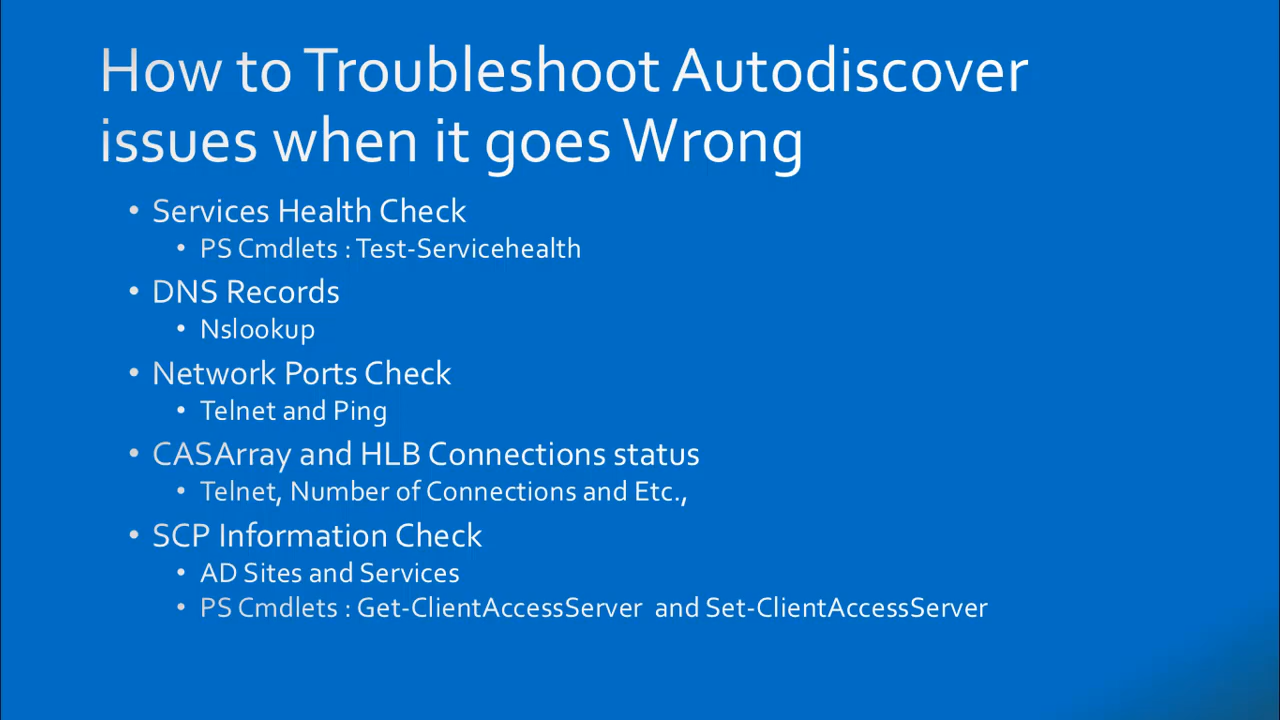 How to Troubleshoot Autodiscover
issues when it goes Wrong
• Services Health Check
• PS Cmdlets : Test-Servicehealth
• DNS Records
• Nslookup
• Network Ports Check
• Telnet and Ping
• CASArray and HLB Connections status
• Telnet, Number of Connections and Etc.,
• SCP Information Check
• AD Sites and Services
• PS Cmdlets : Get-ClientAccessServer and Set-ClientAccessServer